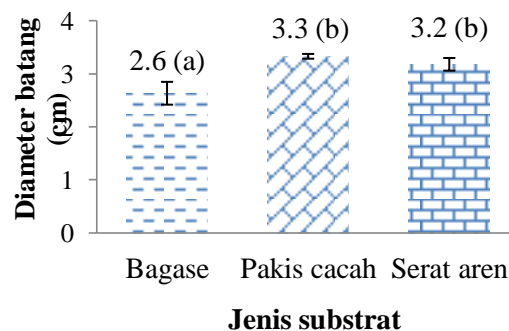 Diameter batang
(cm)
4
3
2
1
0
2.6 (a)
3.3 (b)
3.2 (b)
Bagase
Pakis cacah
Serat aren
Jenis substrat